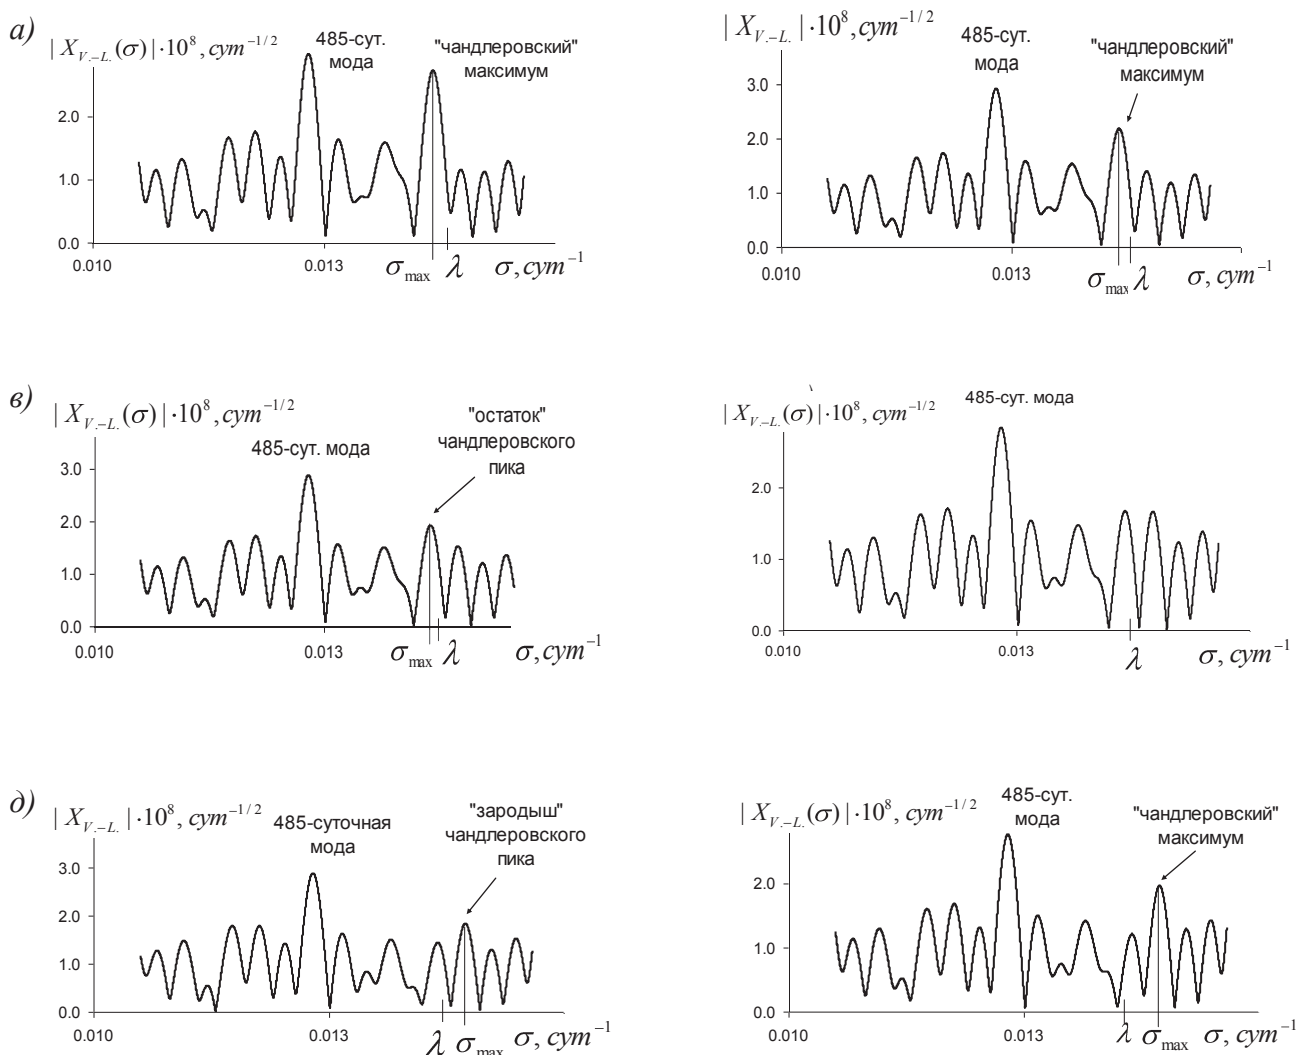 а)
| X_{V.-L.}(σ) | ·10^8, сут^{-1/2}
485-сут.
мода
"чандлеровский"
максимум
2.0
1.0
0.0
0.010
0.013
σ_max
λ
σ, сут^{-1}
| X_{V.-L.} | ·10^8, сут^{-1/2}
485-сут.
мода
"чандлеровский"
максимум
3.0
2.0
1.0
0.0
0.010
0.013
σ_max
λ
σ, сут^{-1}
в)
| X_{V.-L.}(σ) | ·10^8, сут^{-1/2}
485-сут. мода
"остаток"
чандлеровского
пика
3.0
2.0
1.0
0.0
0.010
0.013
σ_max
λ
σ, сут^{-1}
| X_{V.-L.}(σ) | ·10^8, сут^{-1/2}
485-сут. мода
2.0
1.0
0.0
0.010
0.013
λ
σ, сут^{-1}
д)
| X_{V.-L.} | ·10^8, сут^{-1/2}
485-суточная
мода
"зародыш"
чандлеровского
пика
3.0
2.0
1.0
0.0
0.010
0.013
λ
σ_max
σ, сут^{-1}
| X_{V.-L.}(σ) | ·10^8, сут^{-1/2}
485-сут.
мода
"чандлеровский"
максимум
2.0
1.0
0.0
0.010
0.013
λ
σ_max
σ, сут^{-1}